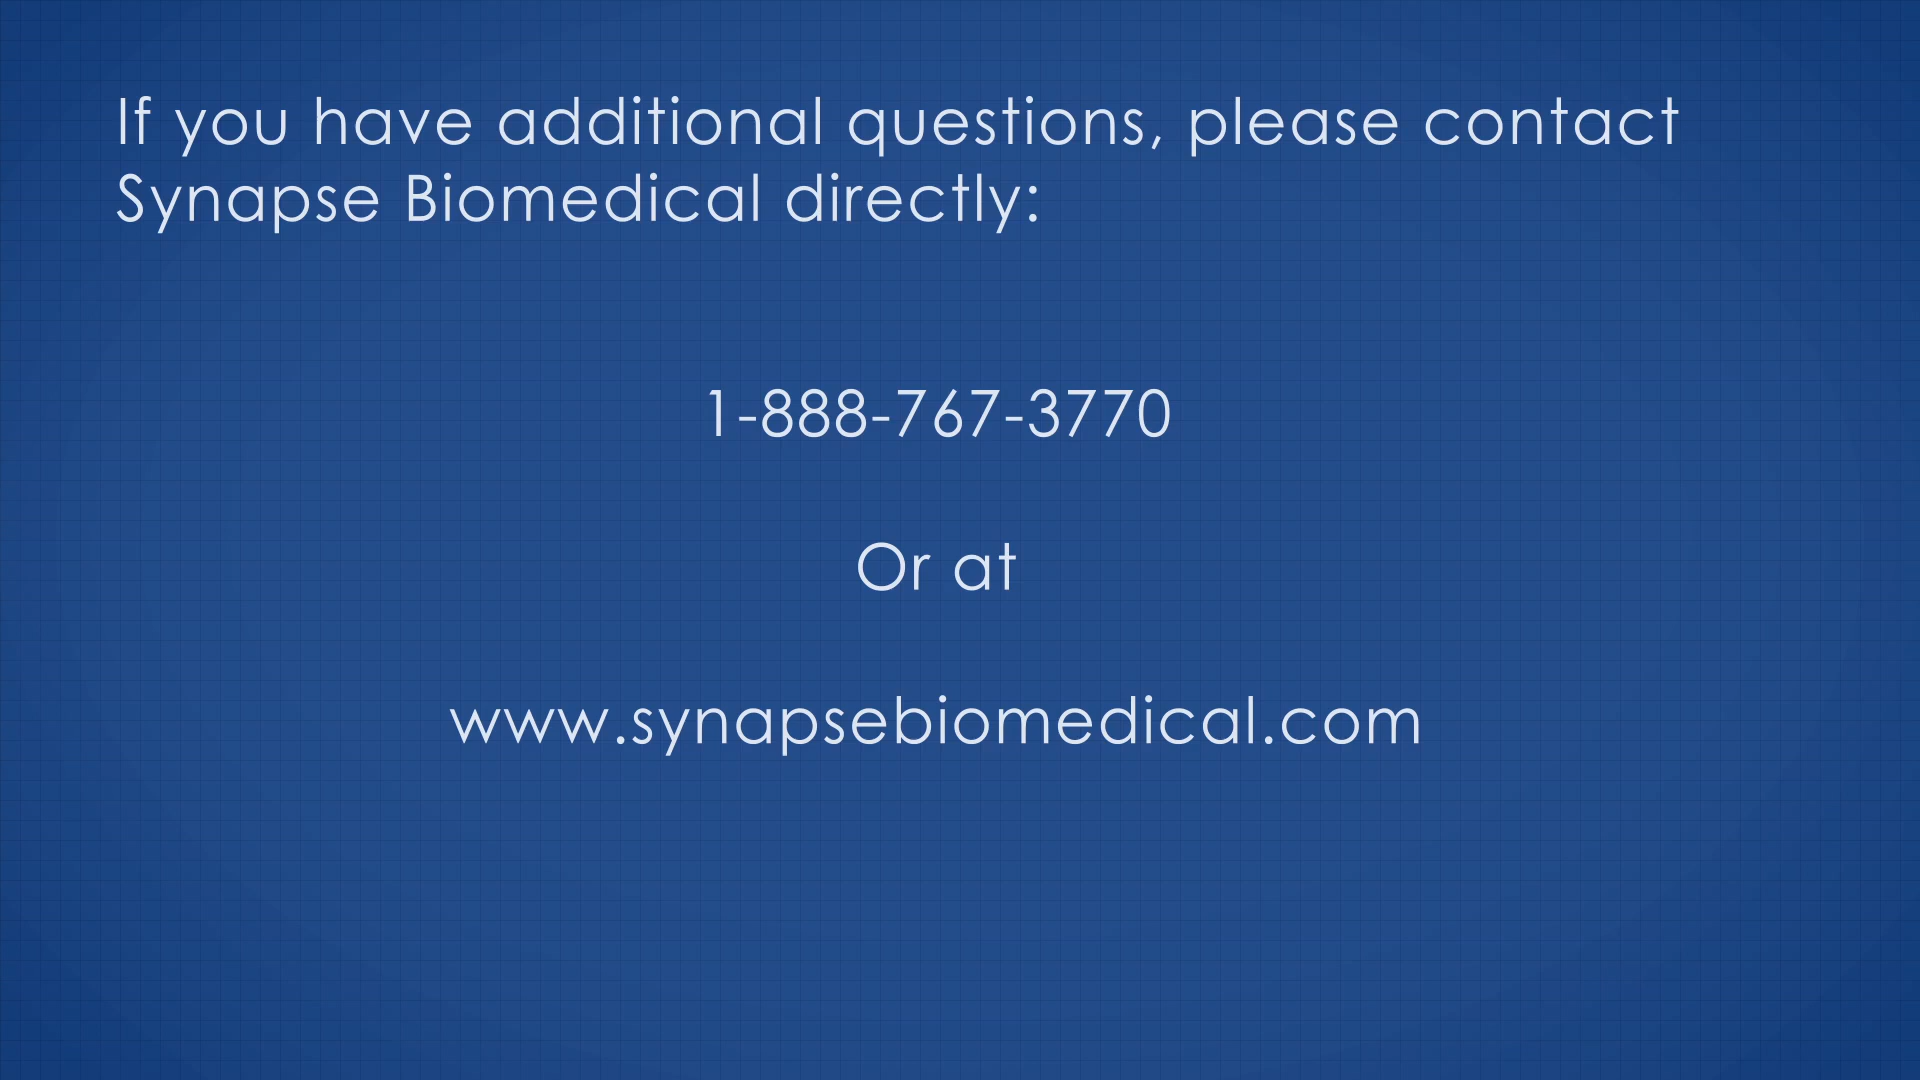 If you have additional questions, please contact
Synapse Biomedical directly:
1-888-767-3770
Or at
www.synapsebiomedical.com